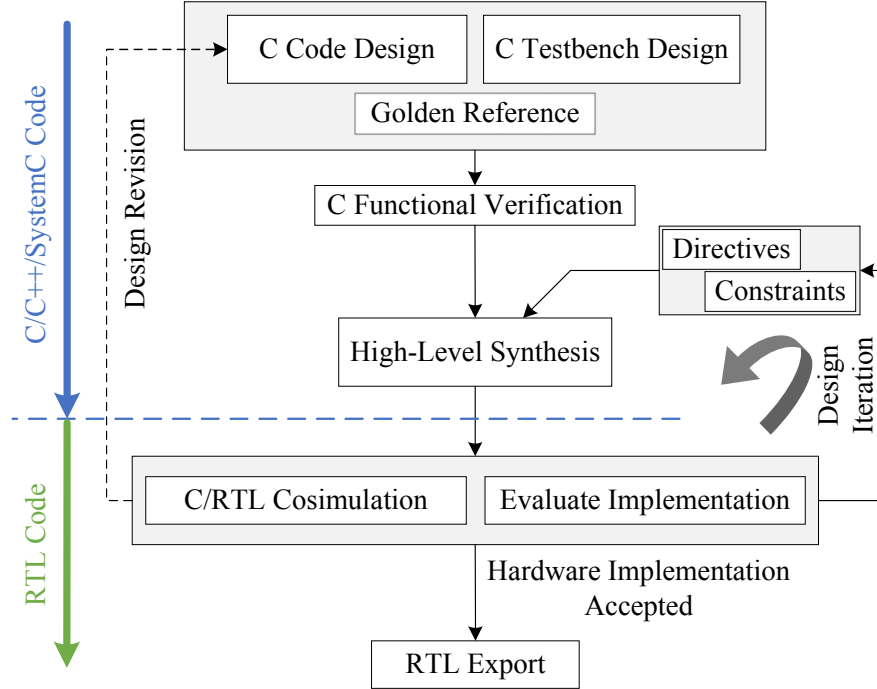 C Code Design
C Testbench Design
Golden Reference
C/C++/SystemC Code
Design Revision
C Functional Verification
Directives
Constraints
High-Level Synthesis
Design
Iteration
RTL Code
C/RTL Cosimulation
Evaluate Implementation
Hardware Implementation
Accepted
RTL Export